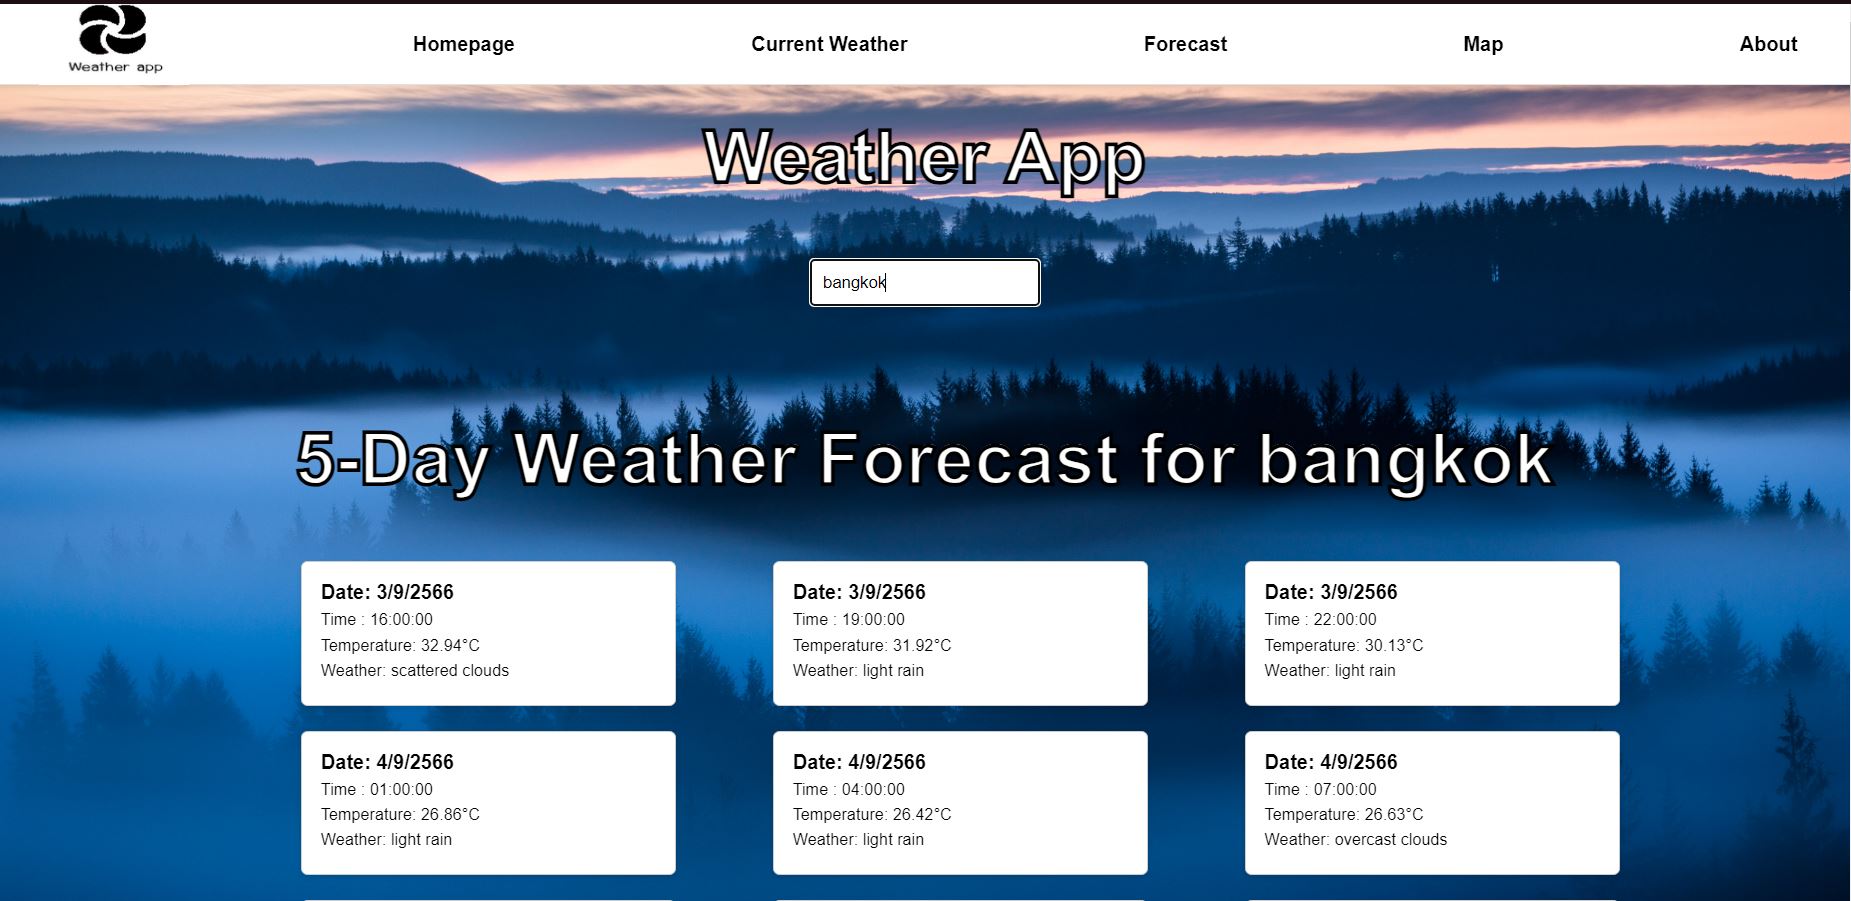 Weather app
Homepage
Current Weather
Forecast
Map
About
Weather App
bangkok
5-Day Weather Forecast for bangkok
Date: 3/9/2566
Time : 16:00:00
Temperature: 32.94°C
Weather: scattered clouds
Date: 3/9/2566
Time : 19:00:00
Temperature: 31.92°C
Weather: light rain
Date: 3/9/2566
Time : 22:00:00
Temperature: 30.13°C
Weather: light rain
Date: 4/9/2566
Time : 01:00:00
Temperature: 26.86°C
Weather: light rain
Date: 4/9/2566
Time : 04:00:00
Temperature: 26.42°C
Weather: light rain
Date: 4/9/2566
Time : 07:00:00
Temperature: 26.63°C
Weather: overcast clouds